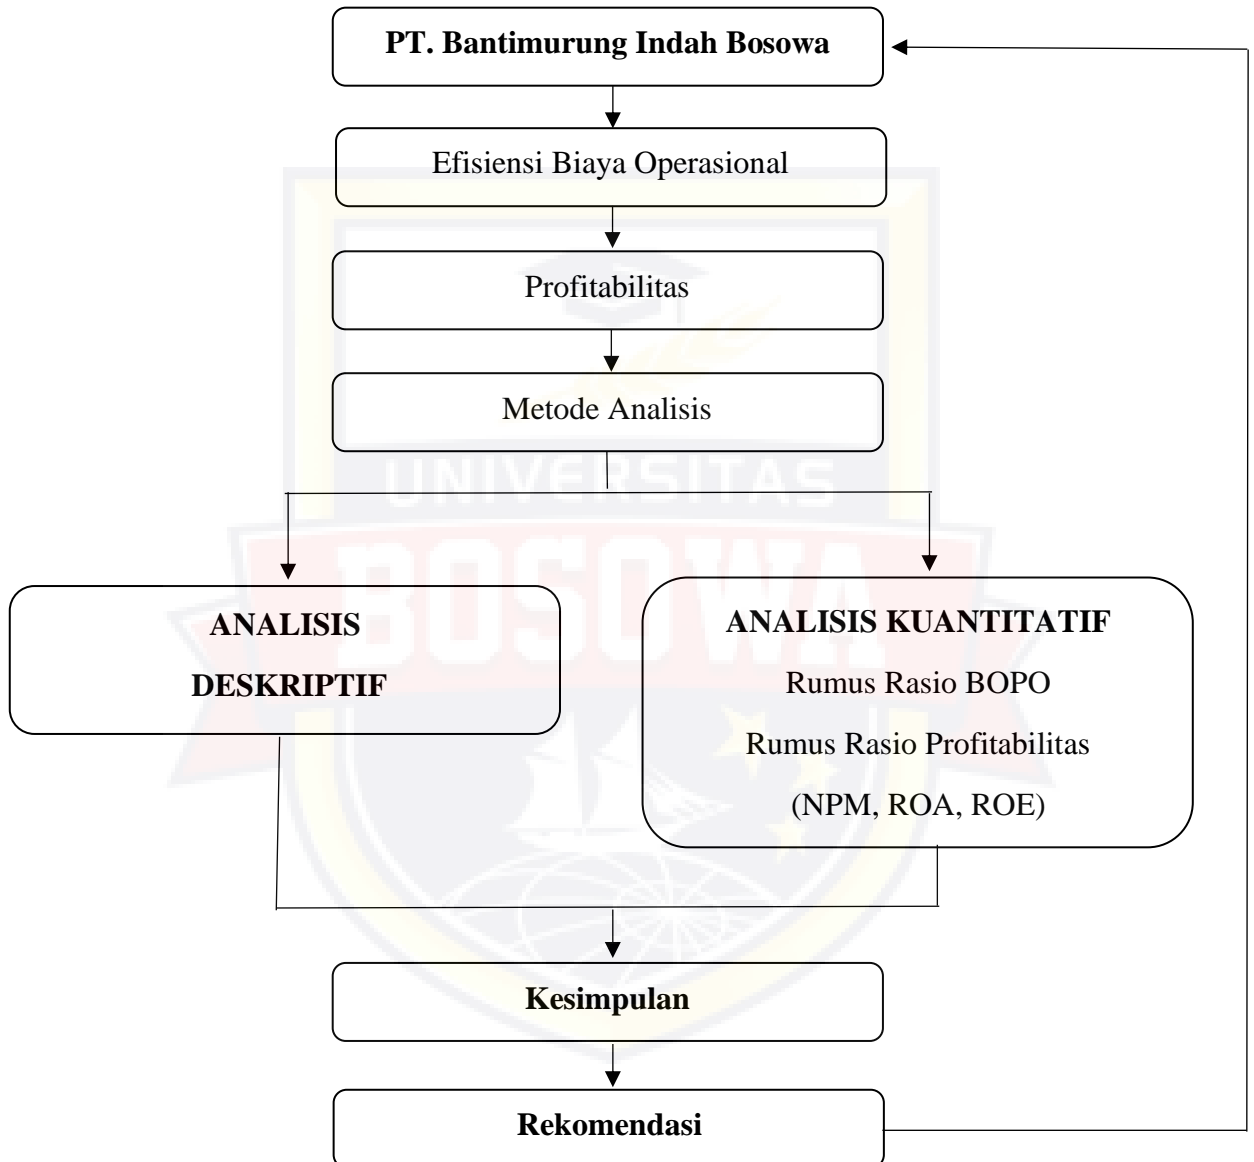 PT. Bantimurung Indah Bosowa
Efisiensi Biaya Operasional
Profitabilitas
Metode Analisis
UNIVERSITAS
BOSOWA
ANALISIS
DESKRIPTIF
ANALISIS KUANTITATIF
Rumus Rasio BOPO
Rumus Rasio Profitabilitas
(NPM, ROA, ROE)
Kesimpulan
Rekomendasi